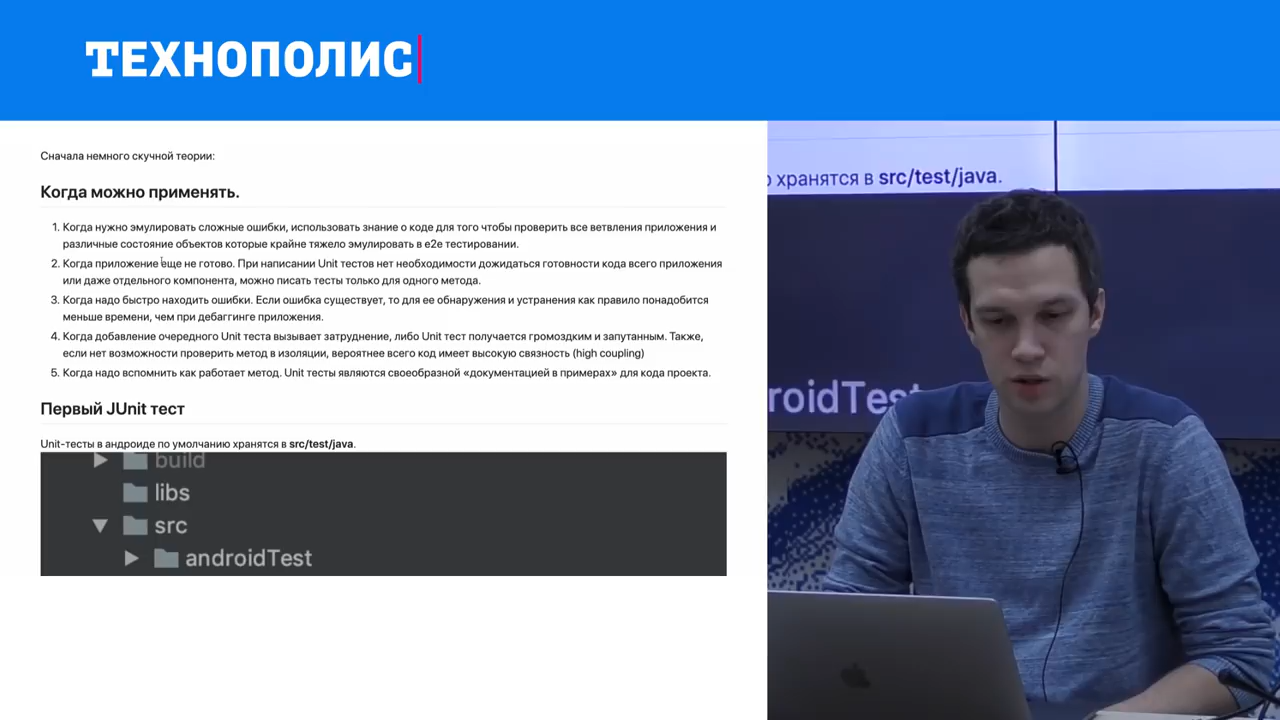 ТЕХНОПОЛИС
Сначала немного скучной теории:
Когда можно применять.
1. Когда нужно эмулировать сложные ошибки, использовать знание о коде для того чтобы проверить все ветвления приложения и
различные состояние объектов которые крайне тяжело эмулировать в e2e тестировании.
2. Когда приложение еще не готово. При написании Unit тестов нет необходимости дожидаться готовности кода всего приложения
или даже отдельного компонента, можно писать тесты только для одного метода.
3. Когда надо быстро находить ошибки. Если ошибка существует, то для ее обнаружения и устранения как правило понадобится
меньше времени, чем при дебаггинге приложения.
4. Когда добавление очередного Unit теста вызывает затруднение, либо Unit тест получается громоздким и запутанным. Также,
если нет возможности проверить метод в изоляции, вероятнее всего код имеет высокую связность (high coupling)
5. Когда надо вспомнить как работает метод. Unit тесты являются своеобразной «документацией в примерах» для кода проекта.
Первый JUnit тест
Unit-тесты в андроиде по умолчанию хранятся в src/test/java.
build
libs
src
androidTest
о хранятся в src/test/java.
roidTest